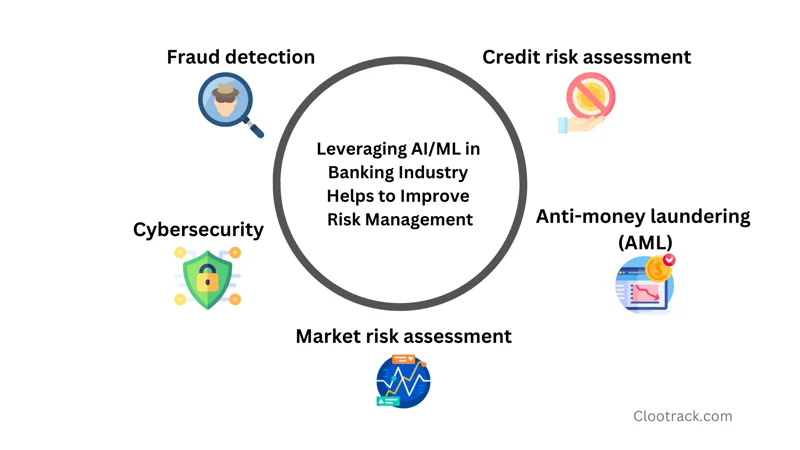 Fraud detection
Credit risk assessment
Leveraging AI/ML in
Banking Industry
Helps to Improve
Risk Management
Cybersecurity
Anti-money laundering
(AML)
Market risk assessment
Clootrack.com